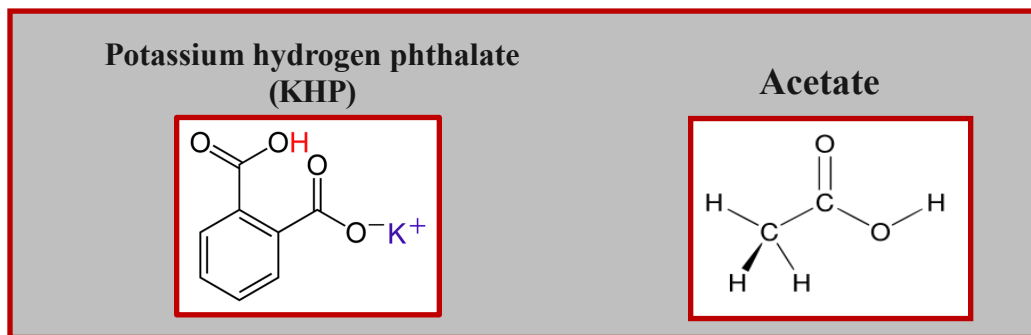 Potassium hydrogen phthalate
(KHP)
O OH
O
O⁻K⁺
Acetate
O
H C H
C O
H H